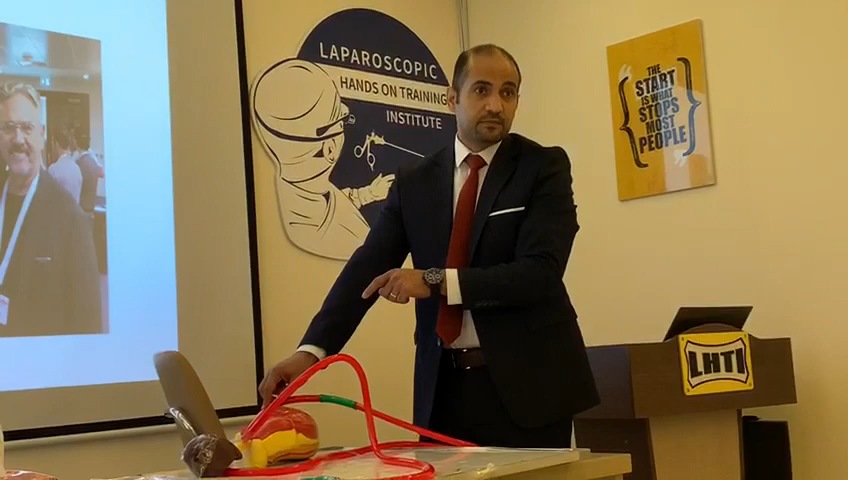 LAPAROSCOPIC
HANDS ON TRAINING
INSTITUTE
THE
START
IS WHAT
STOPS
MOST
PEOPLE
LHTI